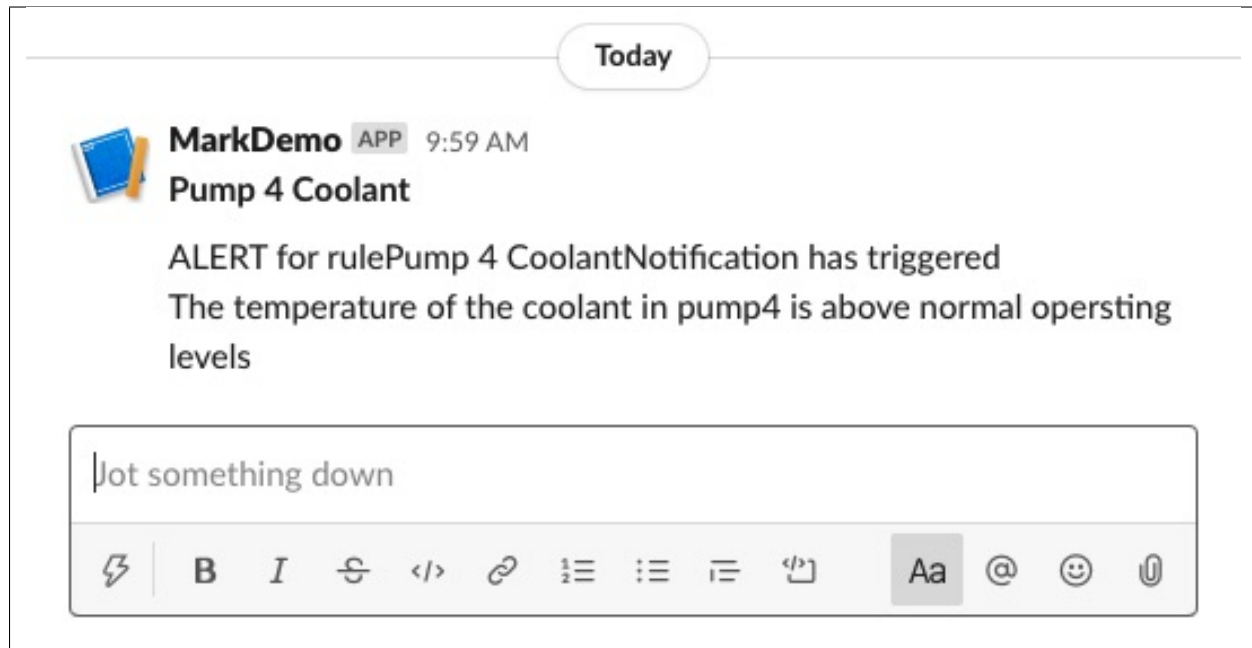 Today
MarkDemo APP 9:59 AM
Pump 4 Coolant
ALERT for rulePump 4 CoolantNotification has triggered
The temperature of the coolant in pump4 is above normal opersting
levels
Jot something down
B I S </> Aa @